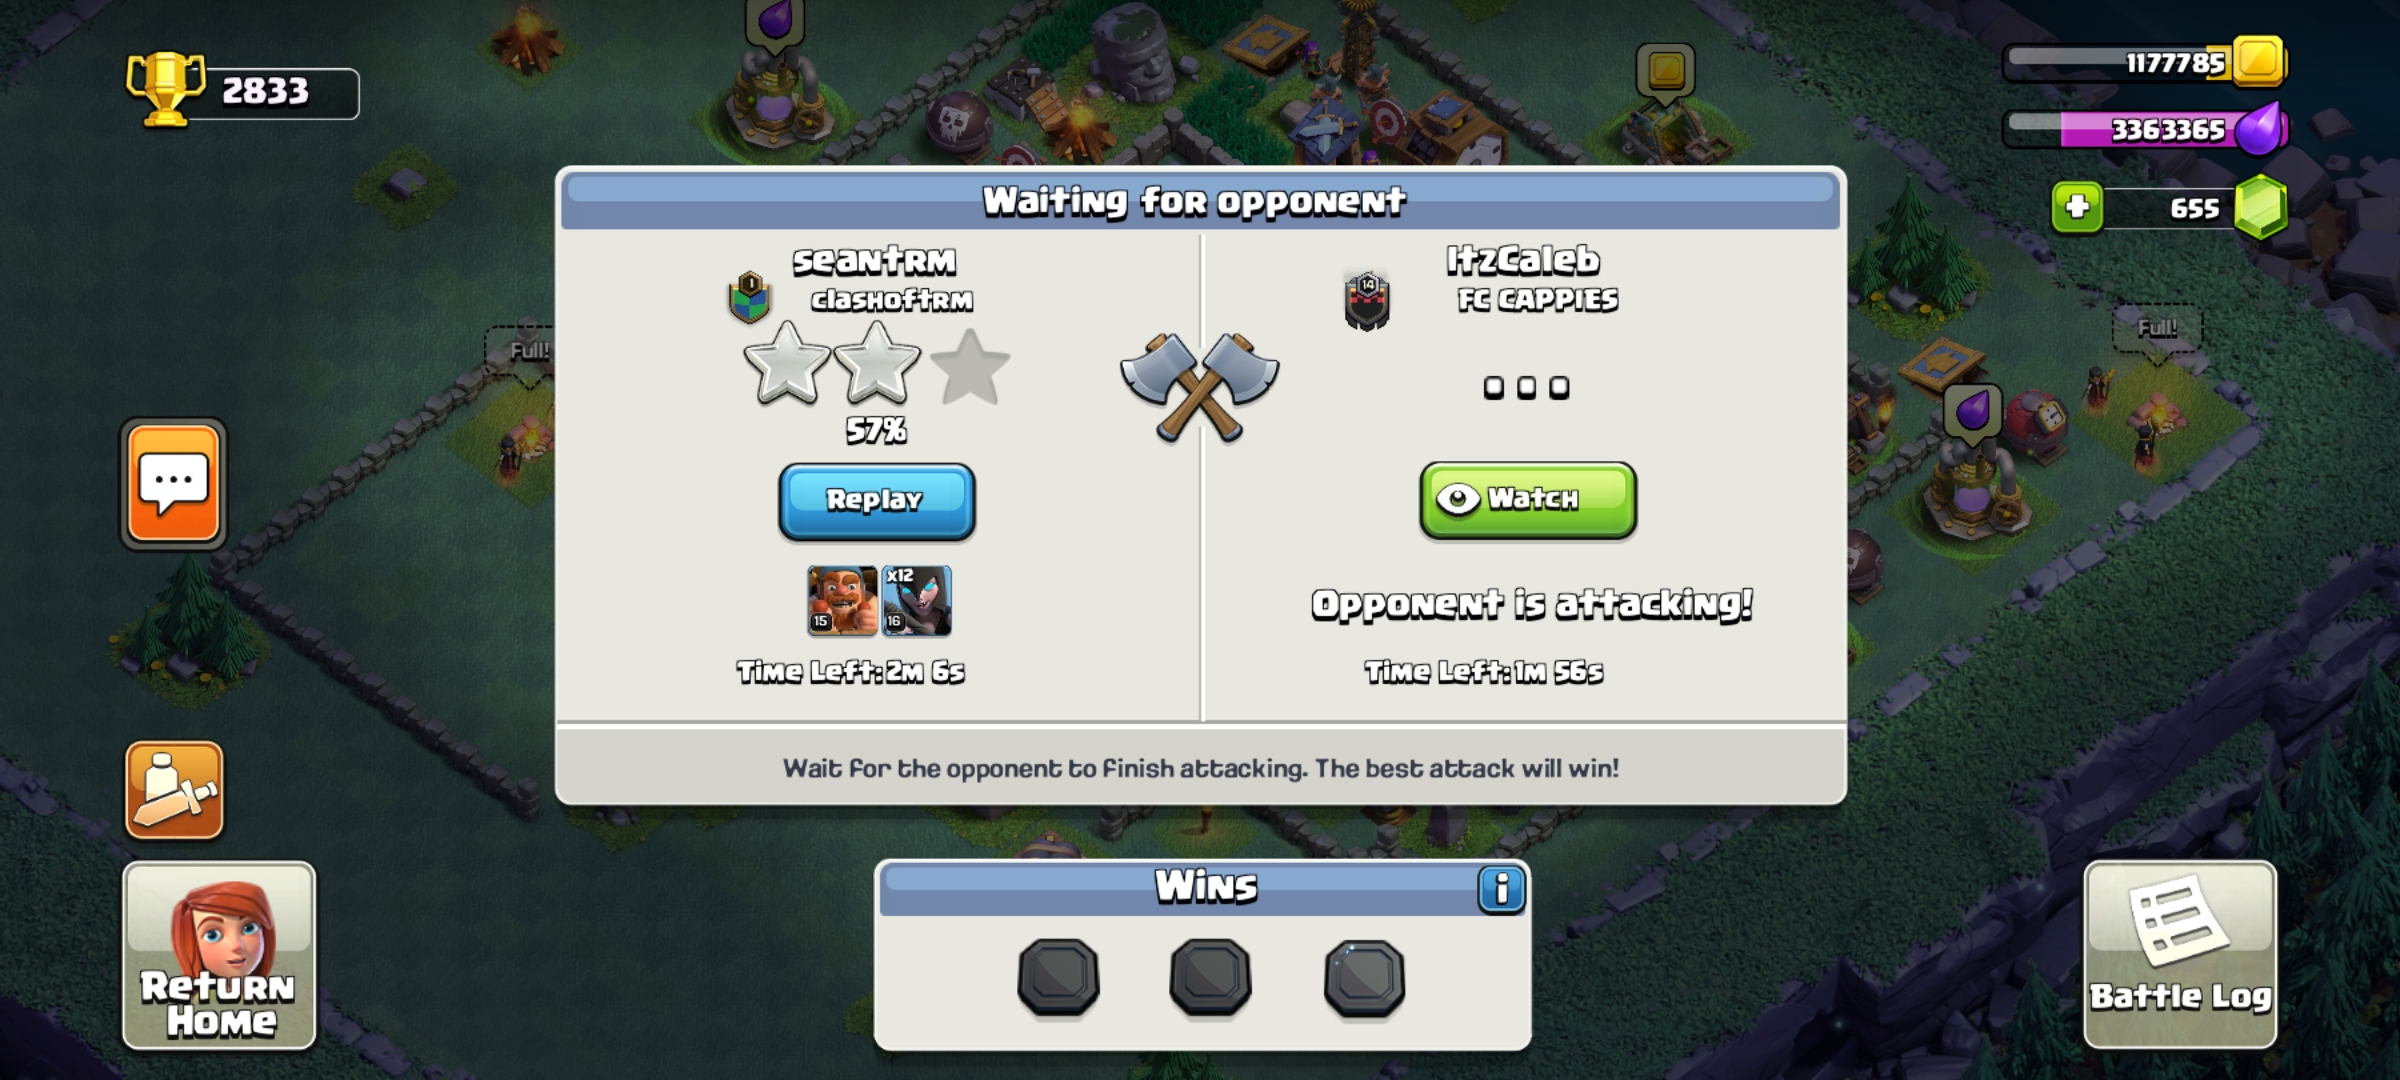 2833
1177785
3363365
655
Waiting for opponent
seantrm
clashoftrm
1
ItzCaleb
FC CAPPIES
14
Full!
Full!
57%
Replay
Watch
x12
15
16
Opponent is attacking!
Time Left:2m 6s
Time Left:1m 56s
Wait for the opponent to finish attacking. The best attack will win!
Wins
i
Return
Home
Battle Log